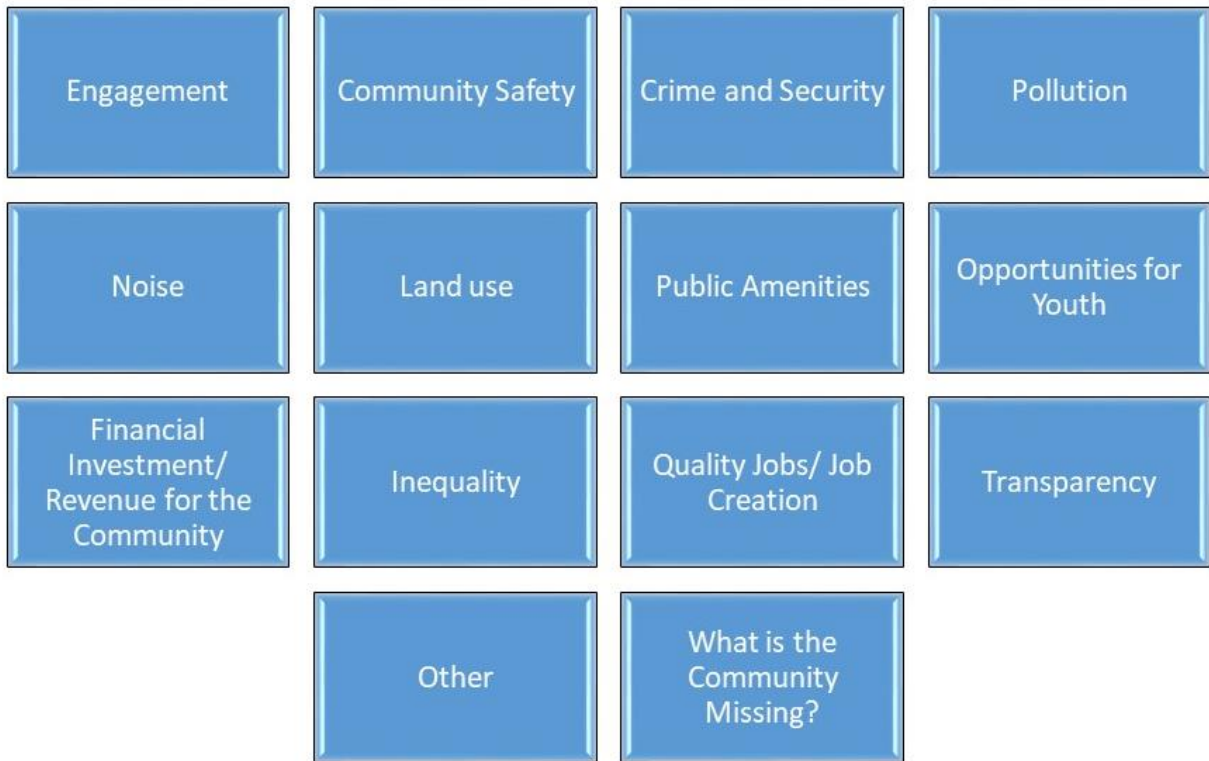 Engagement
Community Safety
Crime and Security
Pollution
Noise
Land use
Public Amenities
Opportunities for
Youth
Financial
Investment/
Revenue for the
Community
Inequality
Quality Jobs/ Job
Creation
Transparency
Other
What is the
Community
Missing?